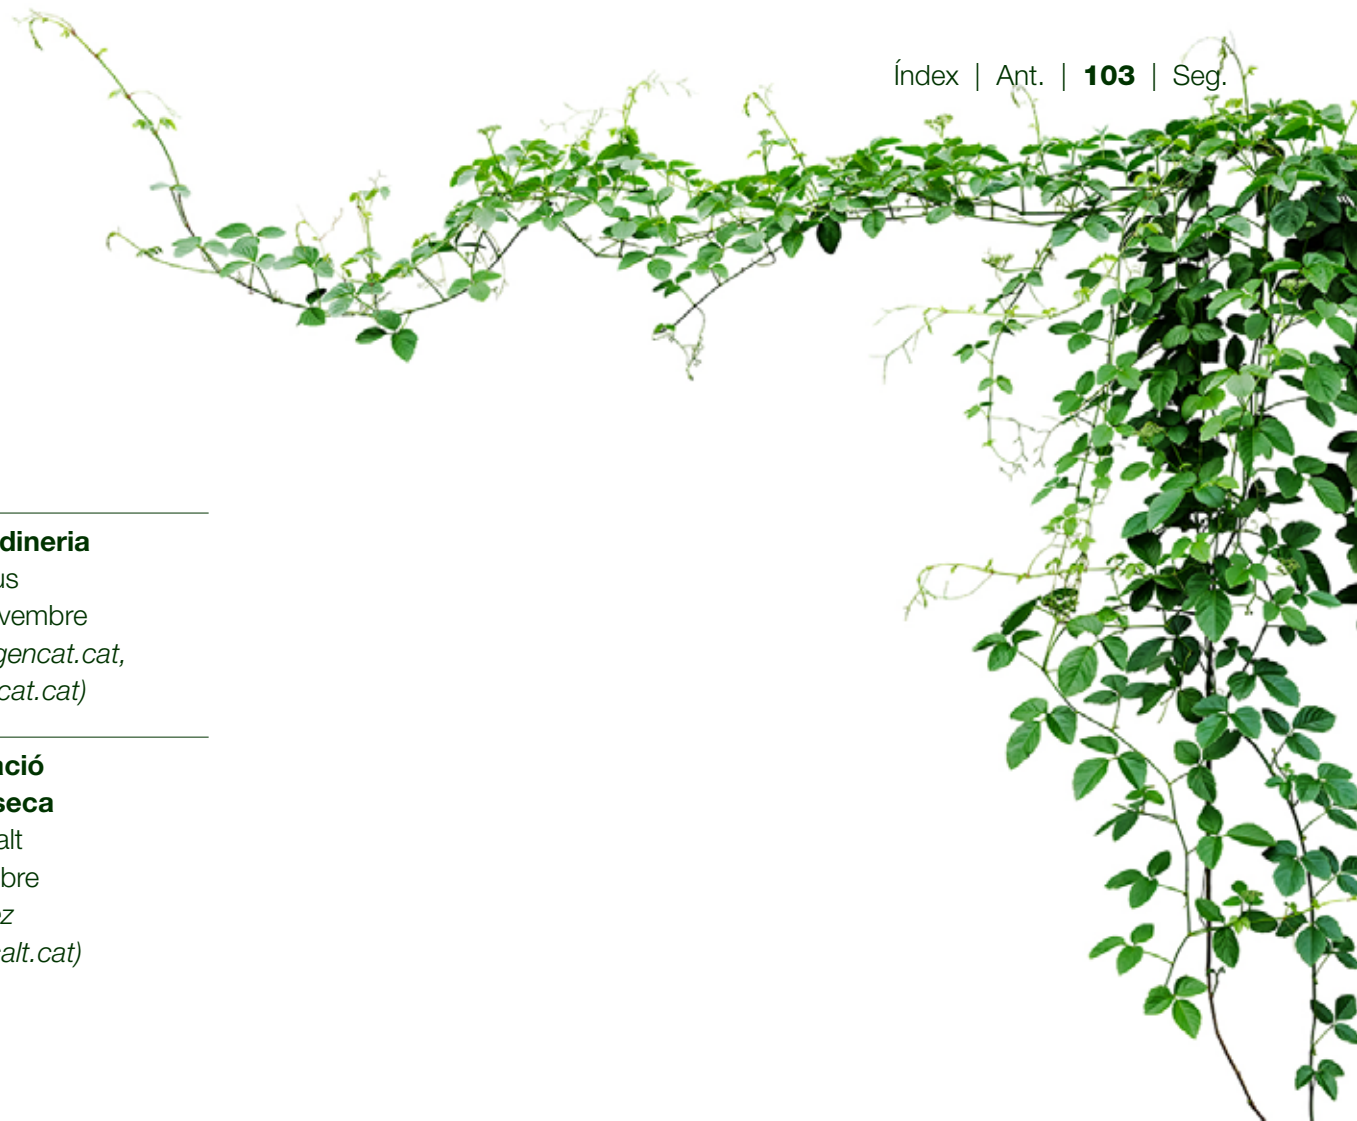 Índex | Ant. | 103 | Seg.
dineria
us
vembre
gencat.cat,
cat.cat)
ació
seca
alt
bre
z
alt.cat)